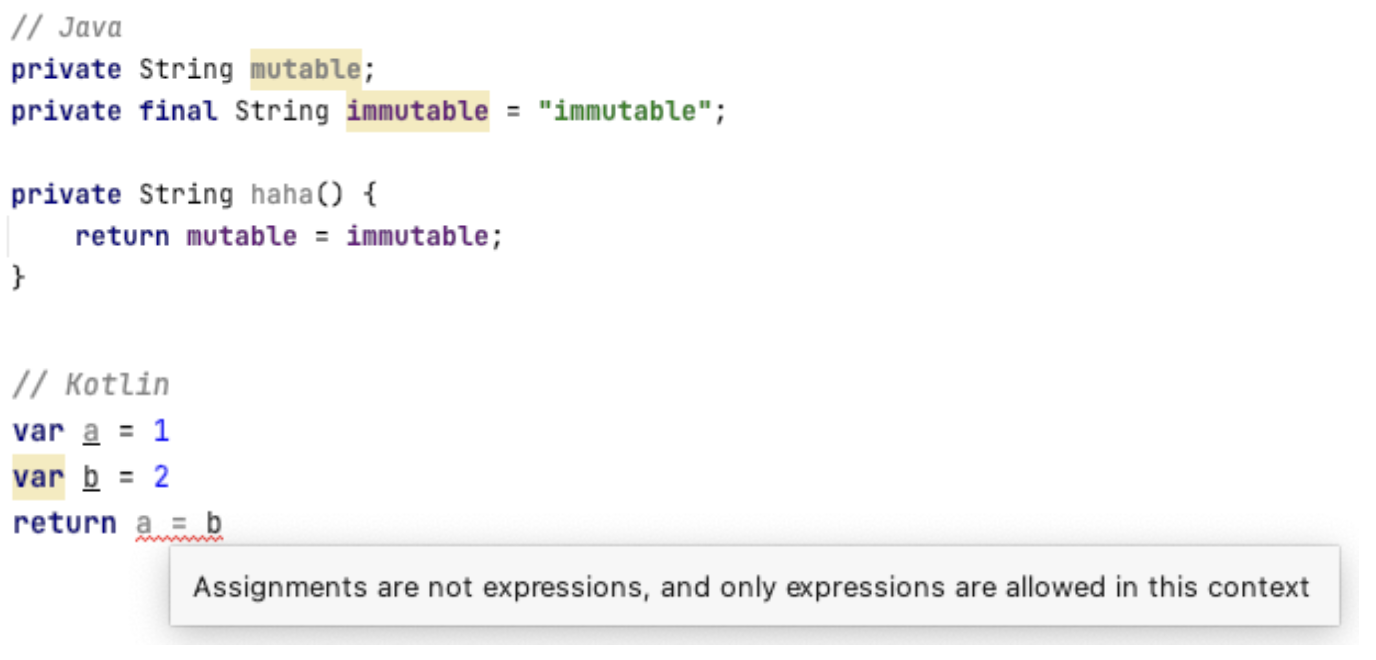 // Java
private String mutable;
private final String immutable = "immutable";
private String haha() {
return mutable = immutable;
}
// Kotlin
var a = 1
var b = 2
return a = b
Assignments are not expressions, and only expressions are allowed in this context